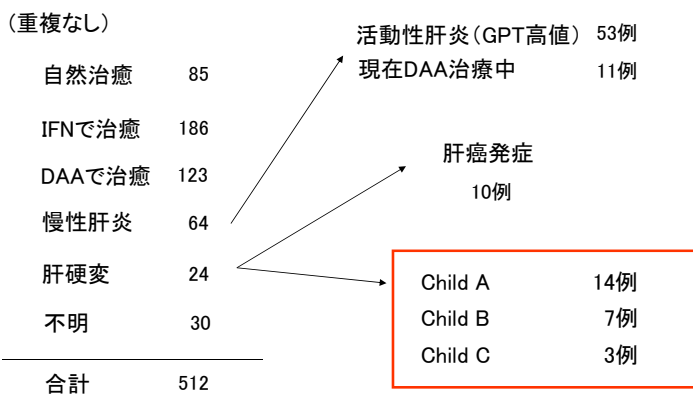 (重複なし)
自然治癒 85
IFNで治癒 186
DAAで治癒 123
慢性肝炎 64
肝硬変 24
不明 30
合計 512
活動性肝炎(GPT高値) 53例
現在DAA治療中 11例
肝癌発症
10例
Child A 14例
Child B 7例
Child C 3例